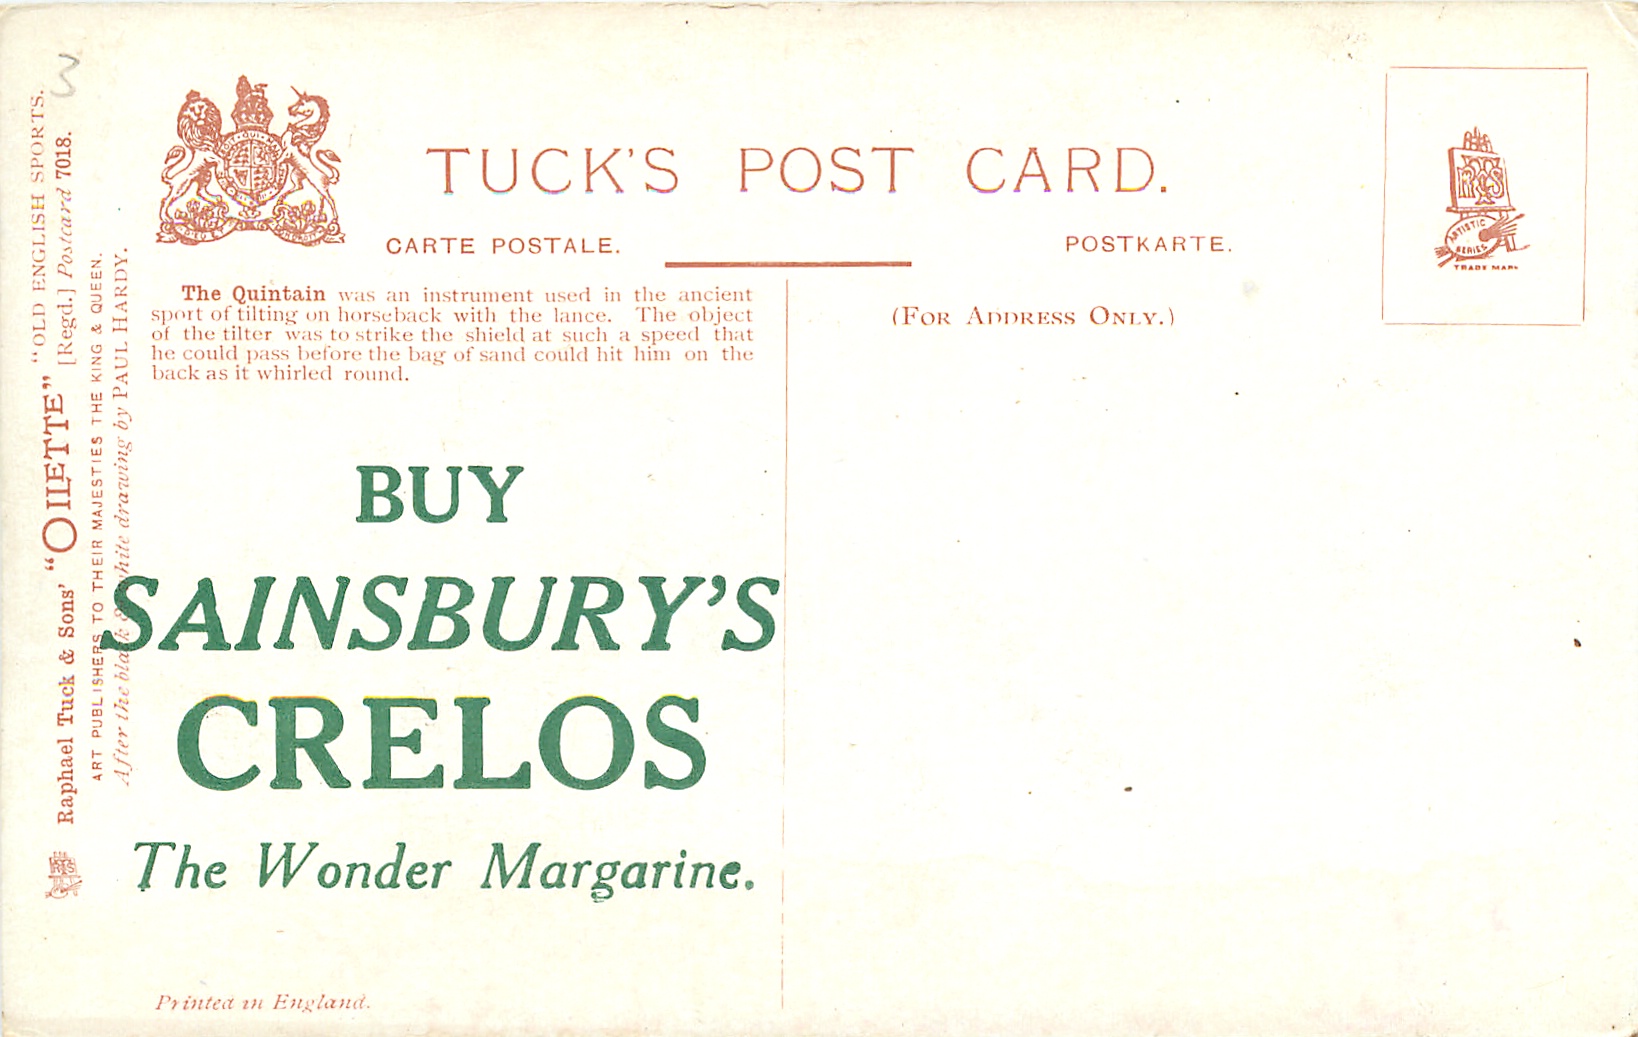 "OLD ENGLISH SPORTS.
Raphael Tuck & Sons' "OILETTE" [Regd.] Postcard 7018.
ART PUBLISHERS TO THEIR MAJESTIES THE KING & QUEEN.
After the black & white drawing by PAUL HARDY.
TUCK'S POST CARD.
CARTE POSTALE.
POSTKARTE.
The Quintain was an instrument used in the ancient
sport of tilting on horseback with the lance. The object
of the tilter was to strike the shield at such a speed that
he could pass before the bag of sand could hit him on the
back as it whirled round.
(FOR ADDRESS ONLY.)
ARTISTIC
SERIES
TRADE MARK
BUY
SAINSBURY'S
CRELOS
The Wonder Margarine.
Printed in England.